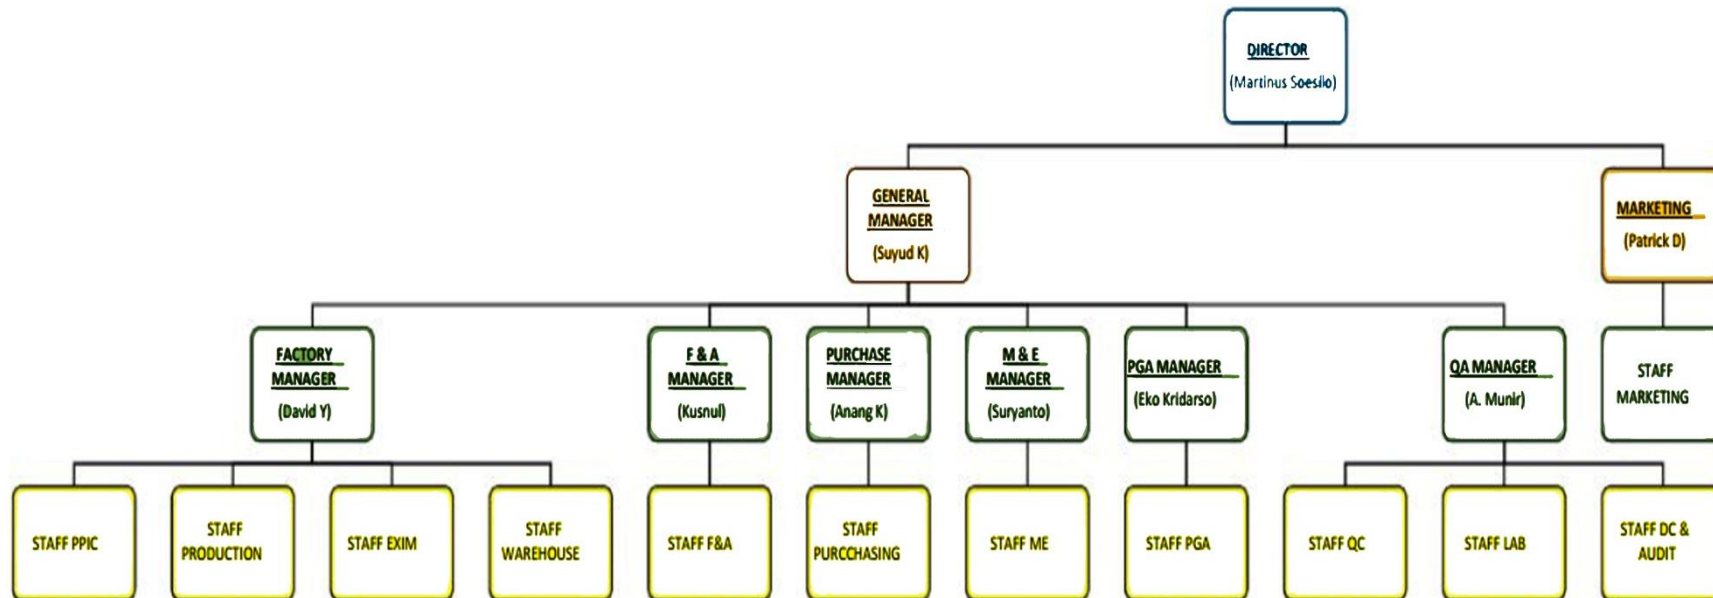 DIRECTOR
(Martinus Soesilo)
GENERAL
MANAGER
(Suyud K)
MARKETING
(Patrick D)
FACTORY
MANAGER
(David Y)
F & A
MANAGER
(Kusnul)
PURCHASE
MANAGER
(Anang K)
M & E
MANAGER
(Suryanto)
PGA MANAGER
(Eko Kridarso)
QA MANAGER
(A. Munir)
STAFF
MARKETING
STAFF PPIC
STAFF
PRODUCTION
STAFF EXIM
STAFF
WAREHOUSE
STAFF F&A
STAFF
PURCCHASING
STAFF ME
STAFF PGA
STAFF QC
STAFF LAB
STAFF DC &
AUDIT